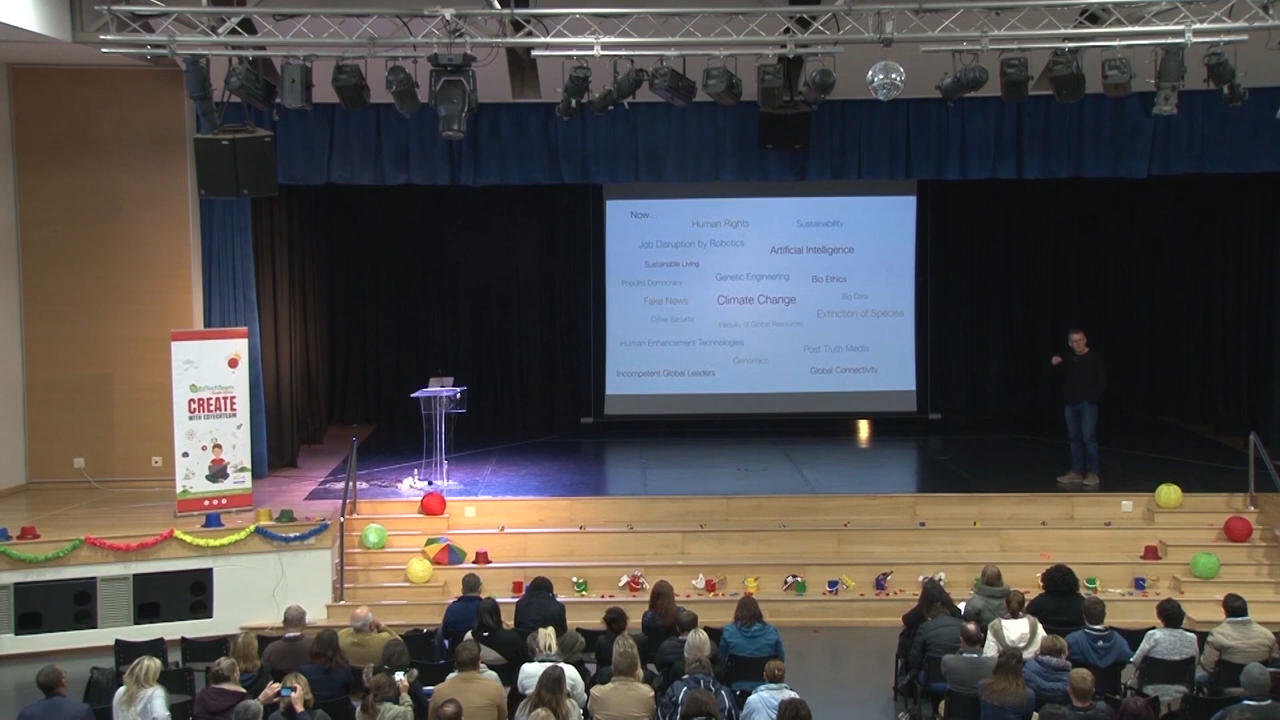 Now...
Human Rights
Sustainability
Job Disruption by Robotics
Artificial Intelligence
Sustainable Living
Genetic Engineering
Bio Ethics
Populist Democracy
Fake News
Climate Change
Big Data
Cyber Security
Inequity of Global Resources
Extinction of Species
Human Enhancement Technologies
Post Truth Media
Genomics
Incompetent Global Leaders
Global Connectivity
EdTechTeam
CREATE
WITH EDTECHTEAM